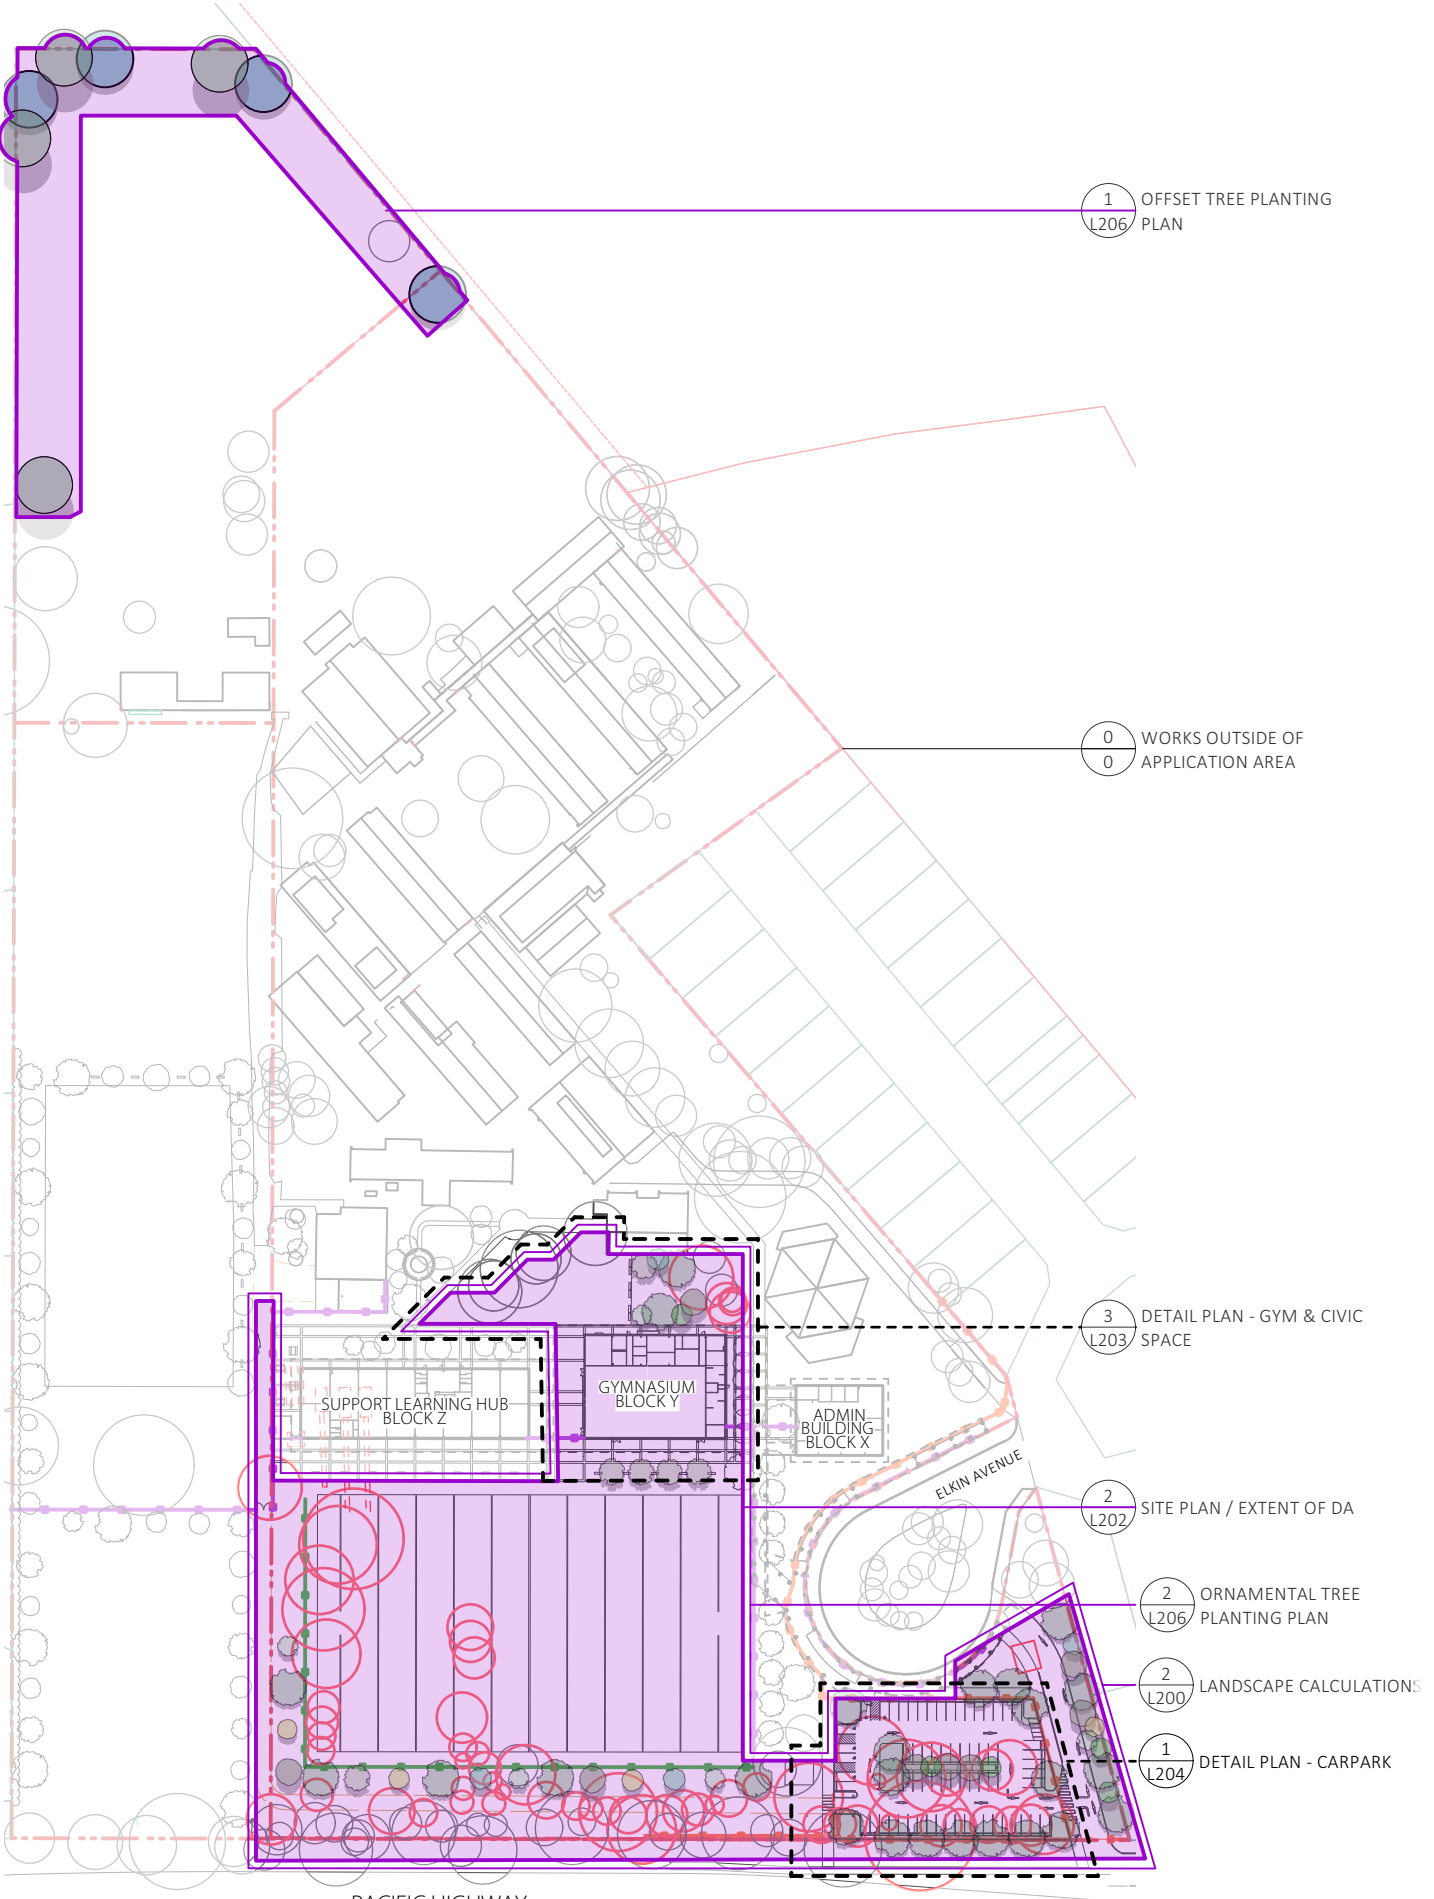 1
L206
OFFSET TREE PLANTING
PLAN
0
0
WORKS OUTSIDE OF
APPLICATION AREA
3
L203
DETAIL PLAN - GYM & CIVIC
SPACE
GYMNASIUM
BLOCK Y
SUPPORT LEARNING HUB
BLOCK Z
ADMIN
BUILDING
BLOCK X
ELKIN AVENUE
2
L202
SITE PLAN / EXTENT OF DA
2
L206
ORNAMENTAL TREE
PLANTING PLAN
2
L200
LANDSCAPE CALCULATIONS
1
L204
DETAIL PLAN - CARPARK
PACIFIC HIGHWAY